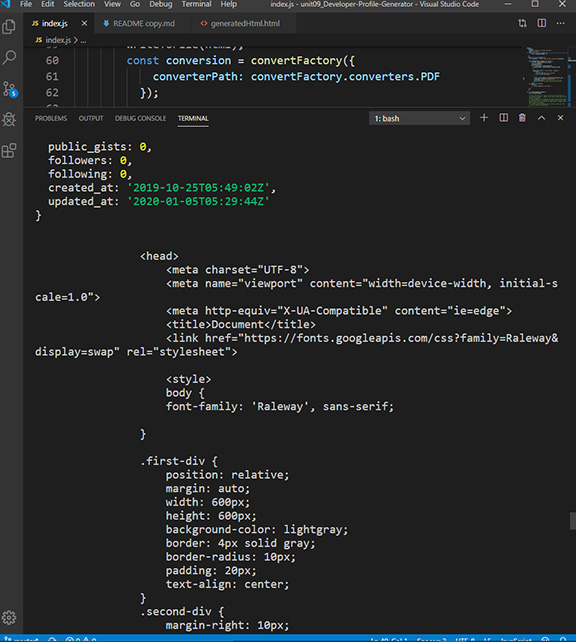 File Edit Selection View Go Debug Terminal Help index.js - unit09_Developer-Profile-Generator - Visual Studio Code
JS index.js × README copy.md <> generatedHtml.html
JS index.js > ...
60 const conversion = convertFactory({
61 converterPath: convertFactory.converters.PDF
62 });
PROBLEMS OUTPUT DEBUG CONSOLE TERMINAL 1: bash
public_gists: 0,
followers: 0,
following: 0,
created_at: '2019-10-25T05:49:02Z',
updated_at: '2020-01-05T05:29:44Z'
}
<head>
<meta charset="UTF-8">
<meta name="viewport" content="width=device-width, initial-s
cale=1.0">
<meta http-equiv="X-UA-Compatible" content="ie=edge">
<title>Document</title>
<link href="https://fonts.googleapis.com/css?family=Raleway&
display=swap" rel="stylesheet">
<style>
body {
font-family: 'Raleway', sans-serif;
}
.first-div {
position: relative;
margin: auto;
width: 600px;
height: 600px;
background-color: lightgray;
border: 4px solid gray;
border-radius: 10px;
padding: 20px;
text-align: center;
}
.second-div {
margin-right: 10px;